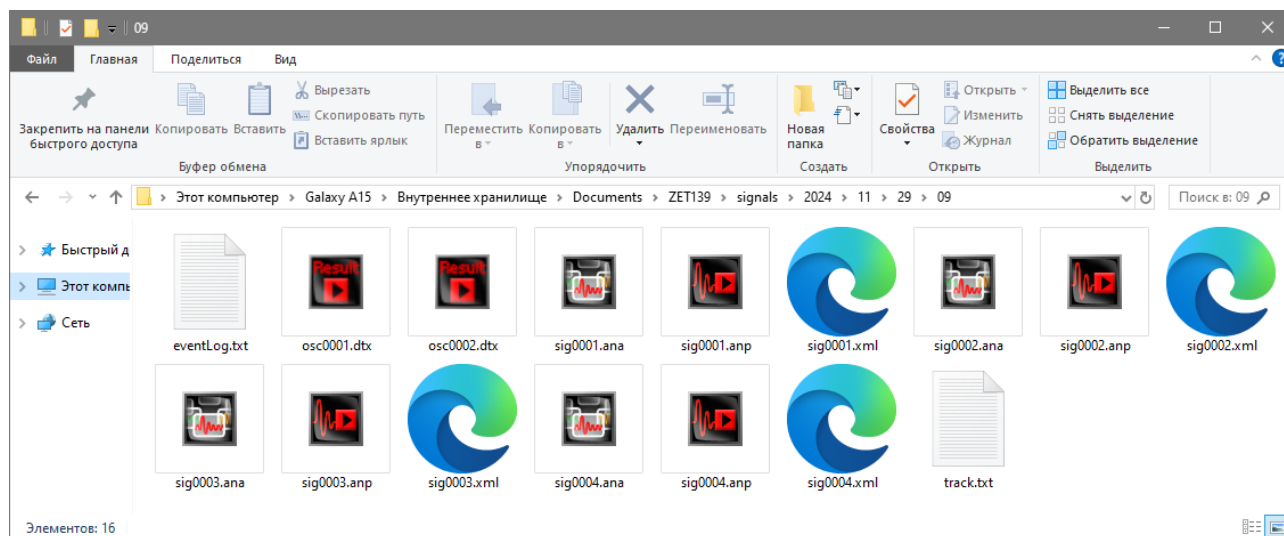 09
Файл Главная Поделиться Вид
Закрепить на панели быстрого доступа
Копировать
Вставить
Вырезать
Скопировать путь
Вставить ярлык
Буфер обмена
Переместить в
Копировать в
Удалить
Переименовать
Упорядочить
Новая папка
Создать
Свойства
Открыть
Изменить
Журнал
Открыть
Выделить все
Снять выделение
Обратить выделение
Выделить
Этот компьютер > Galaxy A15 > Внутреннее хранилище > Documents > ZET139 > signals > 2024 > 11 > 29 > 09
Поиск в: 09
Быстрый д
Этот компь
Сеть
eventLog.txt osc0001.dtx osc0002.dtx sig0001.ana sig0001.anp sig0001.xml sig0002.ana sig0002.anp sig0002.xml
sig0003.ana sig0003.anp sig0003.xml sig0004.ana sig0004.anp sig0004.xml track.txt
Элементов: 16